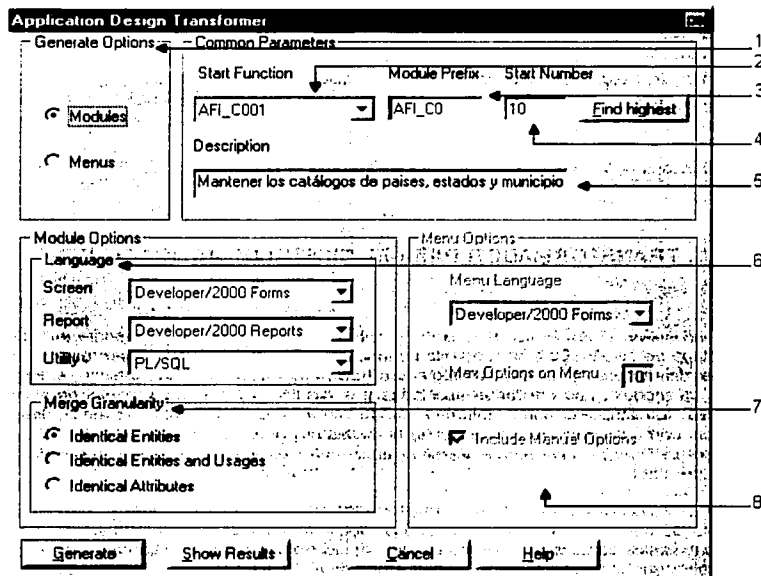 Application Design Transformer
Generate Options
Modules
Menus
Common Parameters
Start Function
Module Prefix
Start Number
AFI_C001
AFI_C0
10
Find highest
Description
Mantener los catálogos de paises, estados y municipio
Module Options
Language
Screen
Developer/2000 Forms
Report
Developer/2000 Reports
Utility
PL/SQL
Merge Granularity
Identical Entities
Identical Entities and Usages
Identical Attributes
Menu Options
Menu Language
Developer/2000 Forms
Max Options on Menu
Include Manual Options
Generate
Show Results
Cancel
Help
1
2
3
4
5
6
7
8